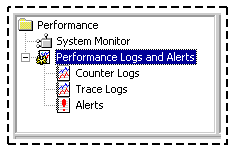 Performance
System Monitor
Performance Logs and Alerts
Counter Logs
Trace Logs
Alerts